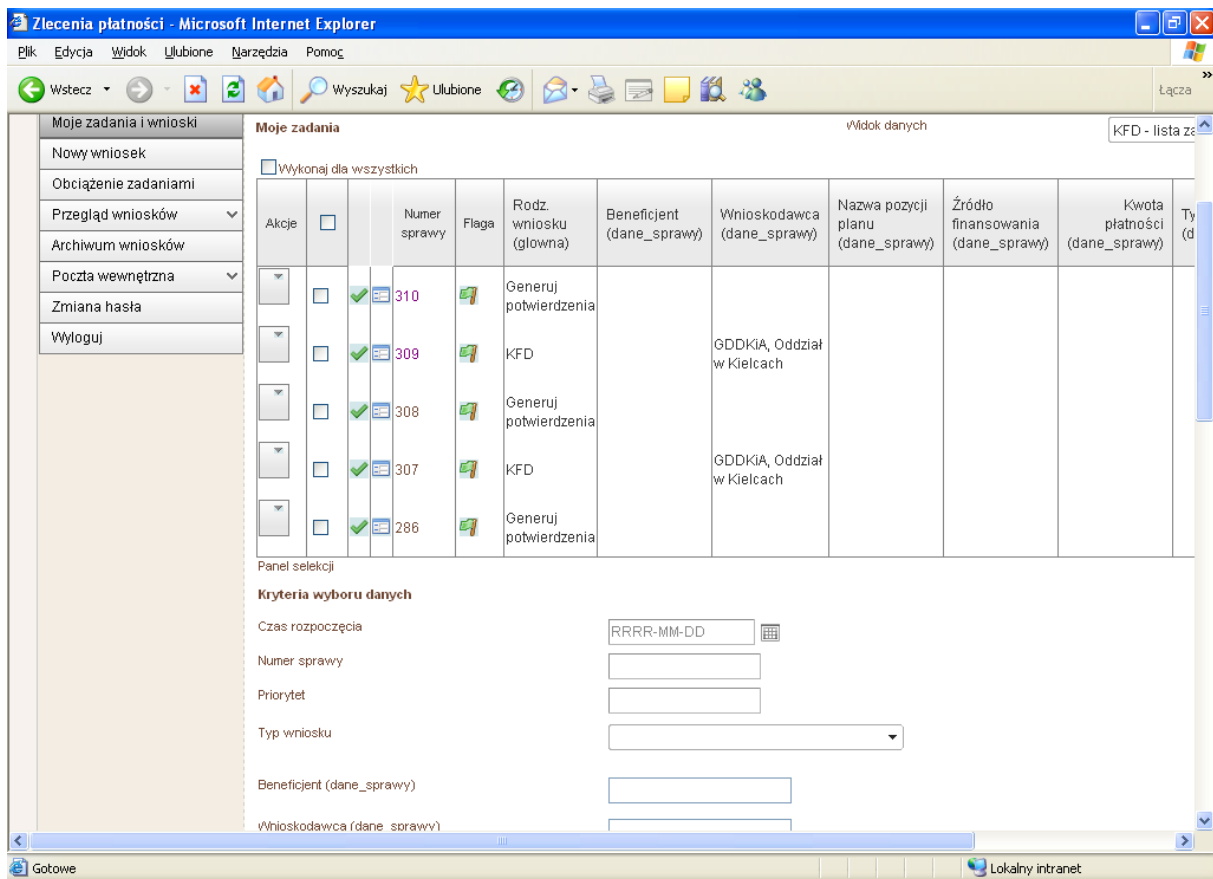 Zlecenia płatności - Microsoft Internet Explorer
Plik Edycja Widok Ulubione Narzędzia Pomoc
Wstecz Wyszukaj Ulubione Łącza
Moje zadania i wnioski
Nowy wniosek
Obciążenie zadaniami
Przegląd wniosków
Archiwum wniosków
Poczta wewnętrzna
Zmiana hasła
Wyloguj
Moje zadania Widok danych KFD - lista za
Wykonaj dla wszystkich
Akcje Numer sprawy Flaga Rodz. wniosku (glowna) Beneficjent (dane_sprawy) Wnioskodawca (dane_sprawy) Nazwa pozycji planu (dane_sprawy) Źródło finansowania (dane_sprawy) Kwota płatności (dane_sprawy) Ty (d
310 Generuj potwierdzenia
309 KFD GDDKiA, Oddział w Kielcach
308 Generuj potwierdzenia
307 KFD GDDKiA, Oddział w Kielcach
286 Generuj potwierdzenia
Panel selekcji
Kryteria wyboru danych
Czas rozpoczęcia RRRR-MM-DD
Numer sprawy
Priorytet
Typ wniosku
Beneficjent (dane_sprawy)
Wnioskodawca (dane_sprawy)
Gotowe Lokalny intranet